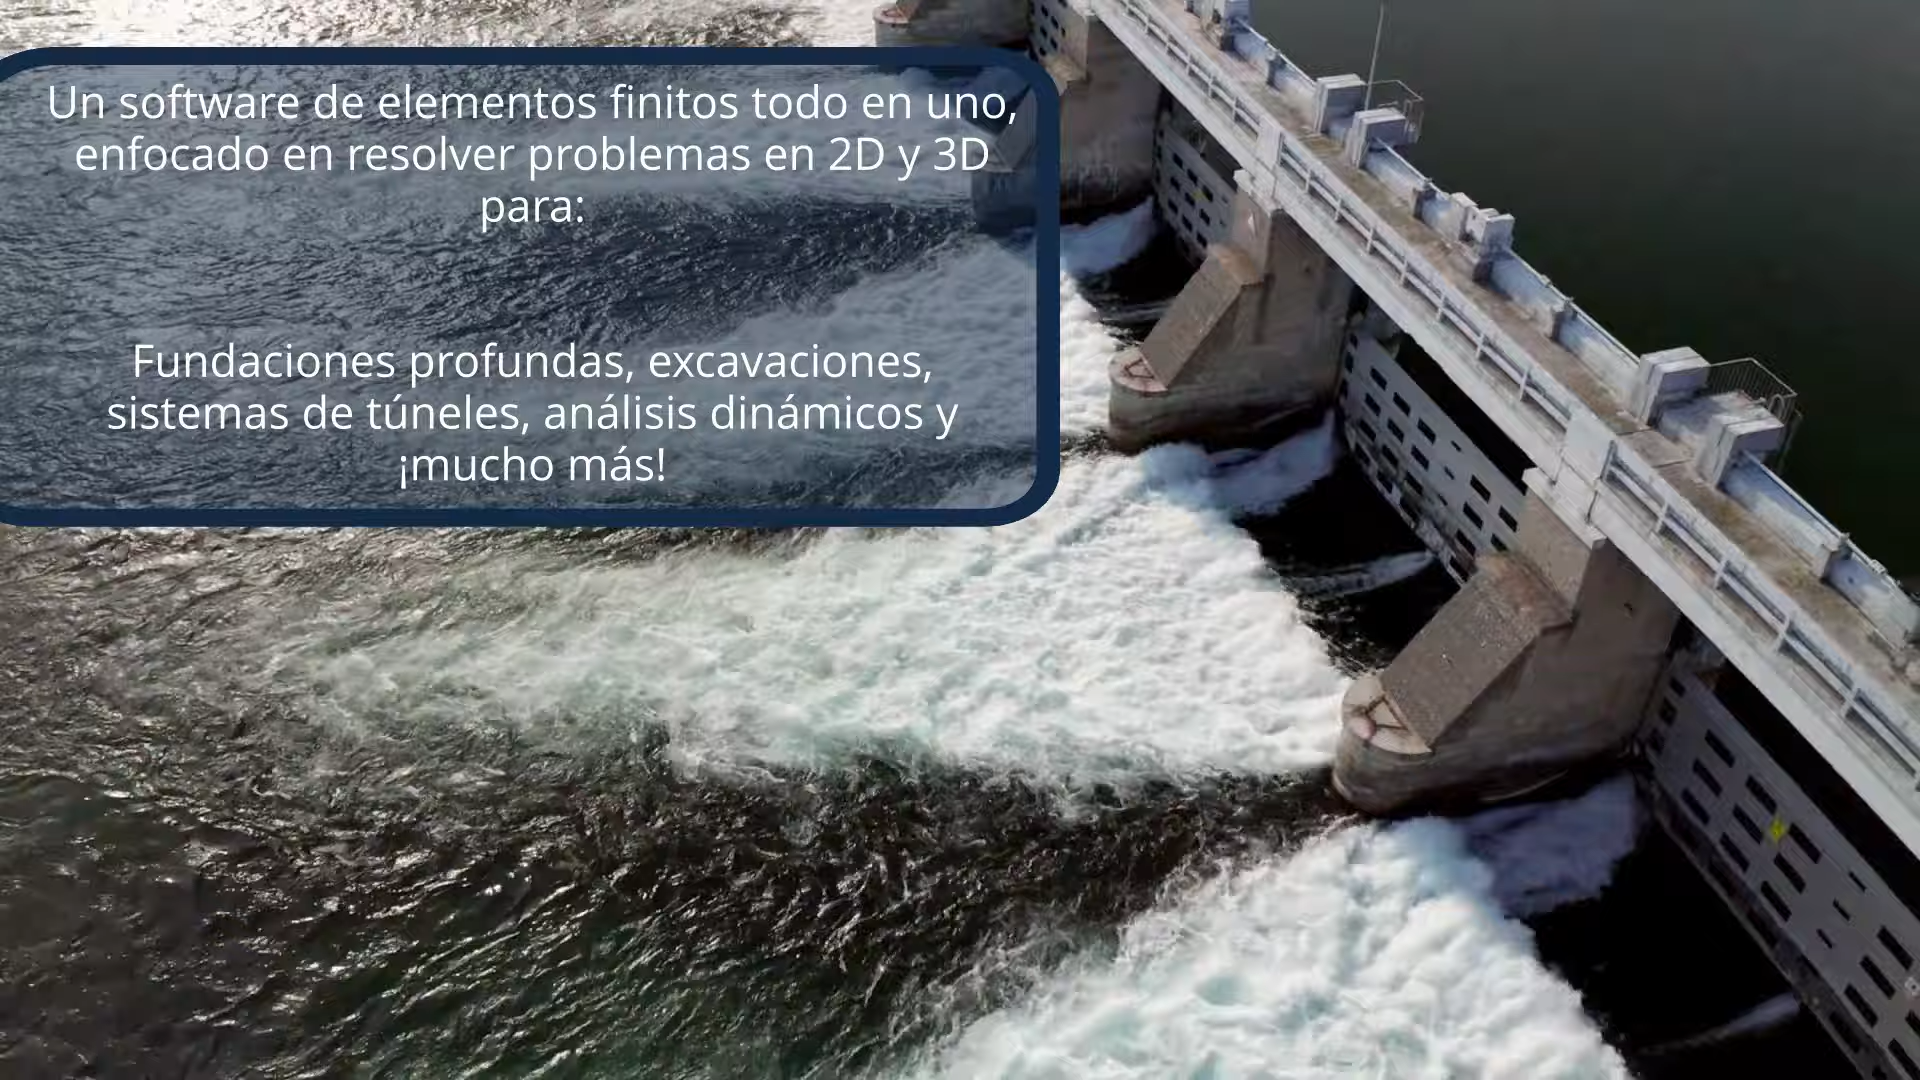 Un software de elementos finitos todo en uno,
enfocado en resolver problemas en 2D y 3D
para:
Fundaciones profundas, excavaciones,
sistemas de túneles, análisis dinámicos y
¡mucho más!